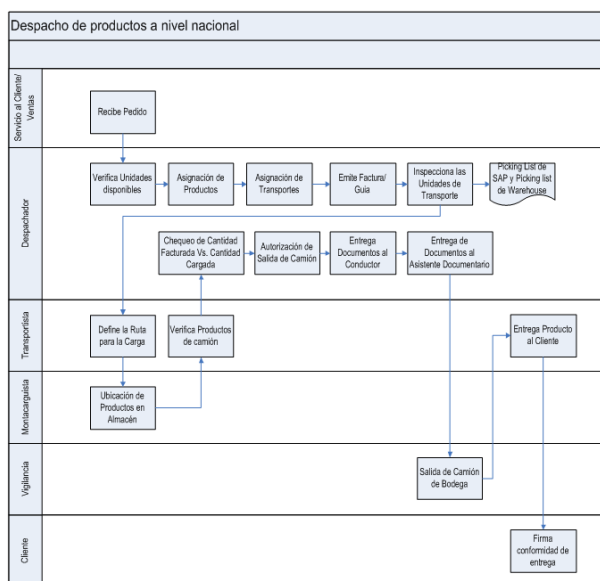 Despacho de productos a nivel nacional
Servicio al Cliente/
Ventas
Recibe Pedido
Despachador
Verifica Unidades
disponibles
Asignación de
Productos
Asignación de
Transportes
Emite Factura/
Guia
Inspecciona las
Unidades de
Transporte
Picking List de
SAP y Picking list
de Warehouse
Chequeo de Cantidad
Facturada Vs. Cantidad
Cargada
Autorización de
Salida de Camión
Entrega
Documentos al
Conductor
Entrega de
Documentos al
Asistente Documentario
Transportista
Define la Ruta
para la Carga
Verifica Productos
de camión
Entrega Producto
al Cliente
Montacarguista
Ubicación de
Productos en
Almacén
Vigilancia
Salida de Camión
de Bodega
Cliente
Firma
conformidad de
entrega